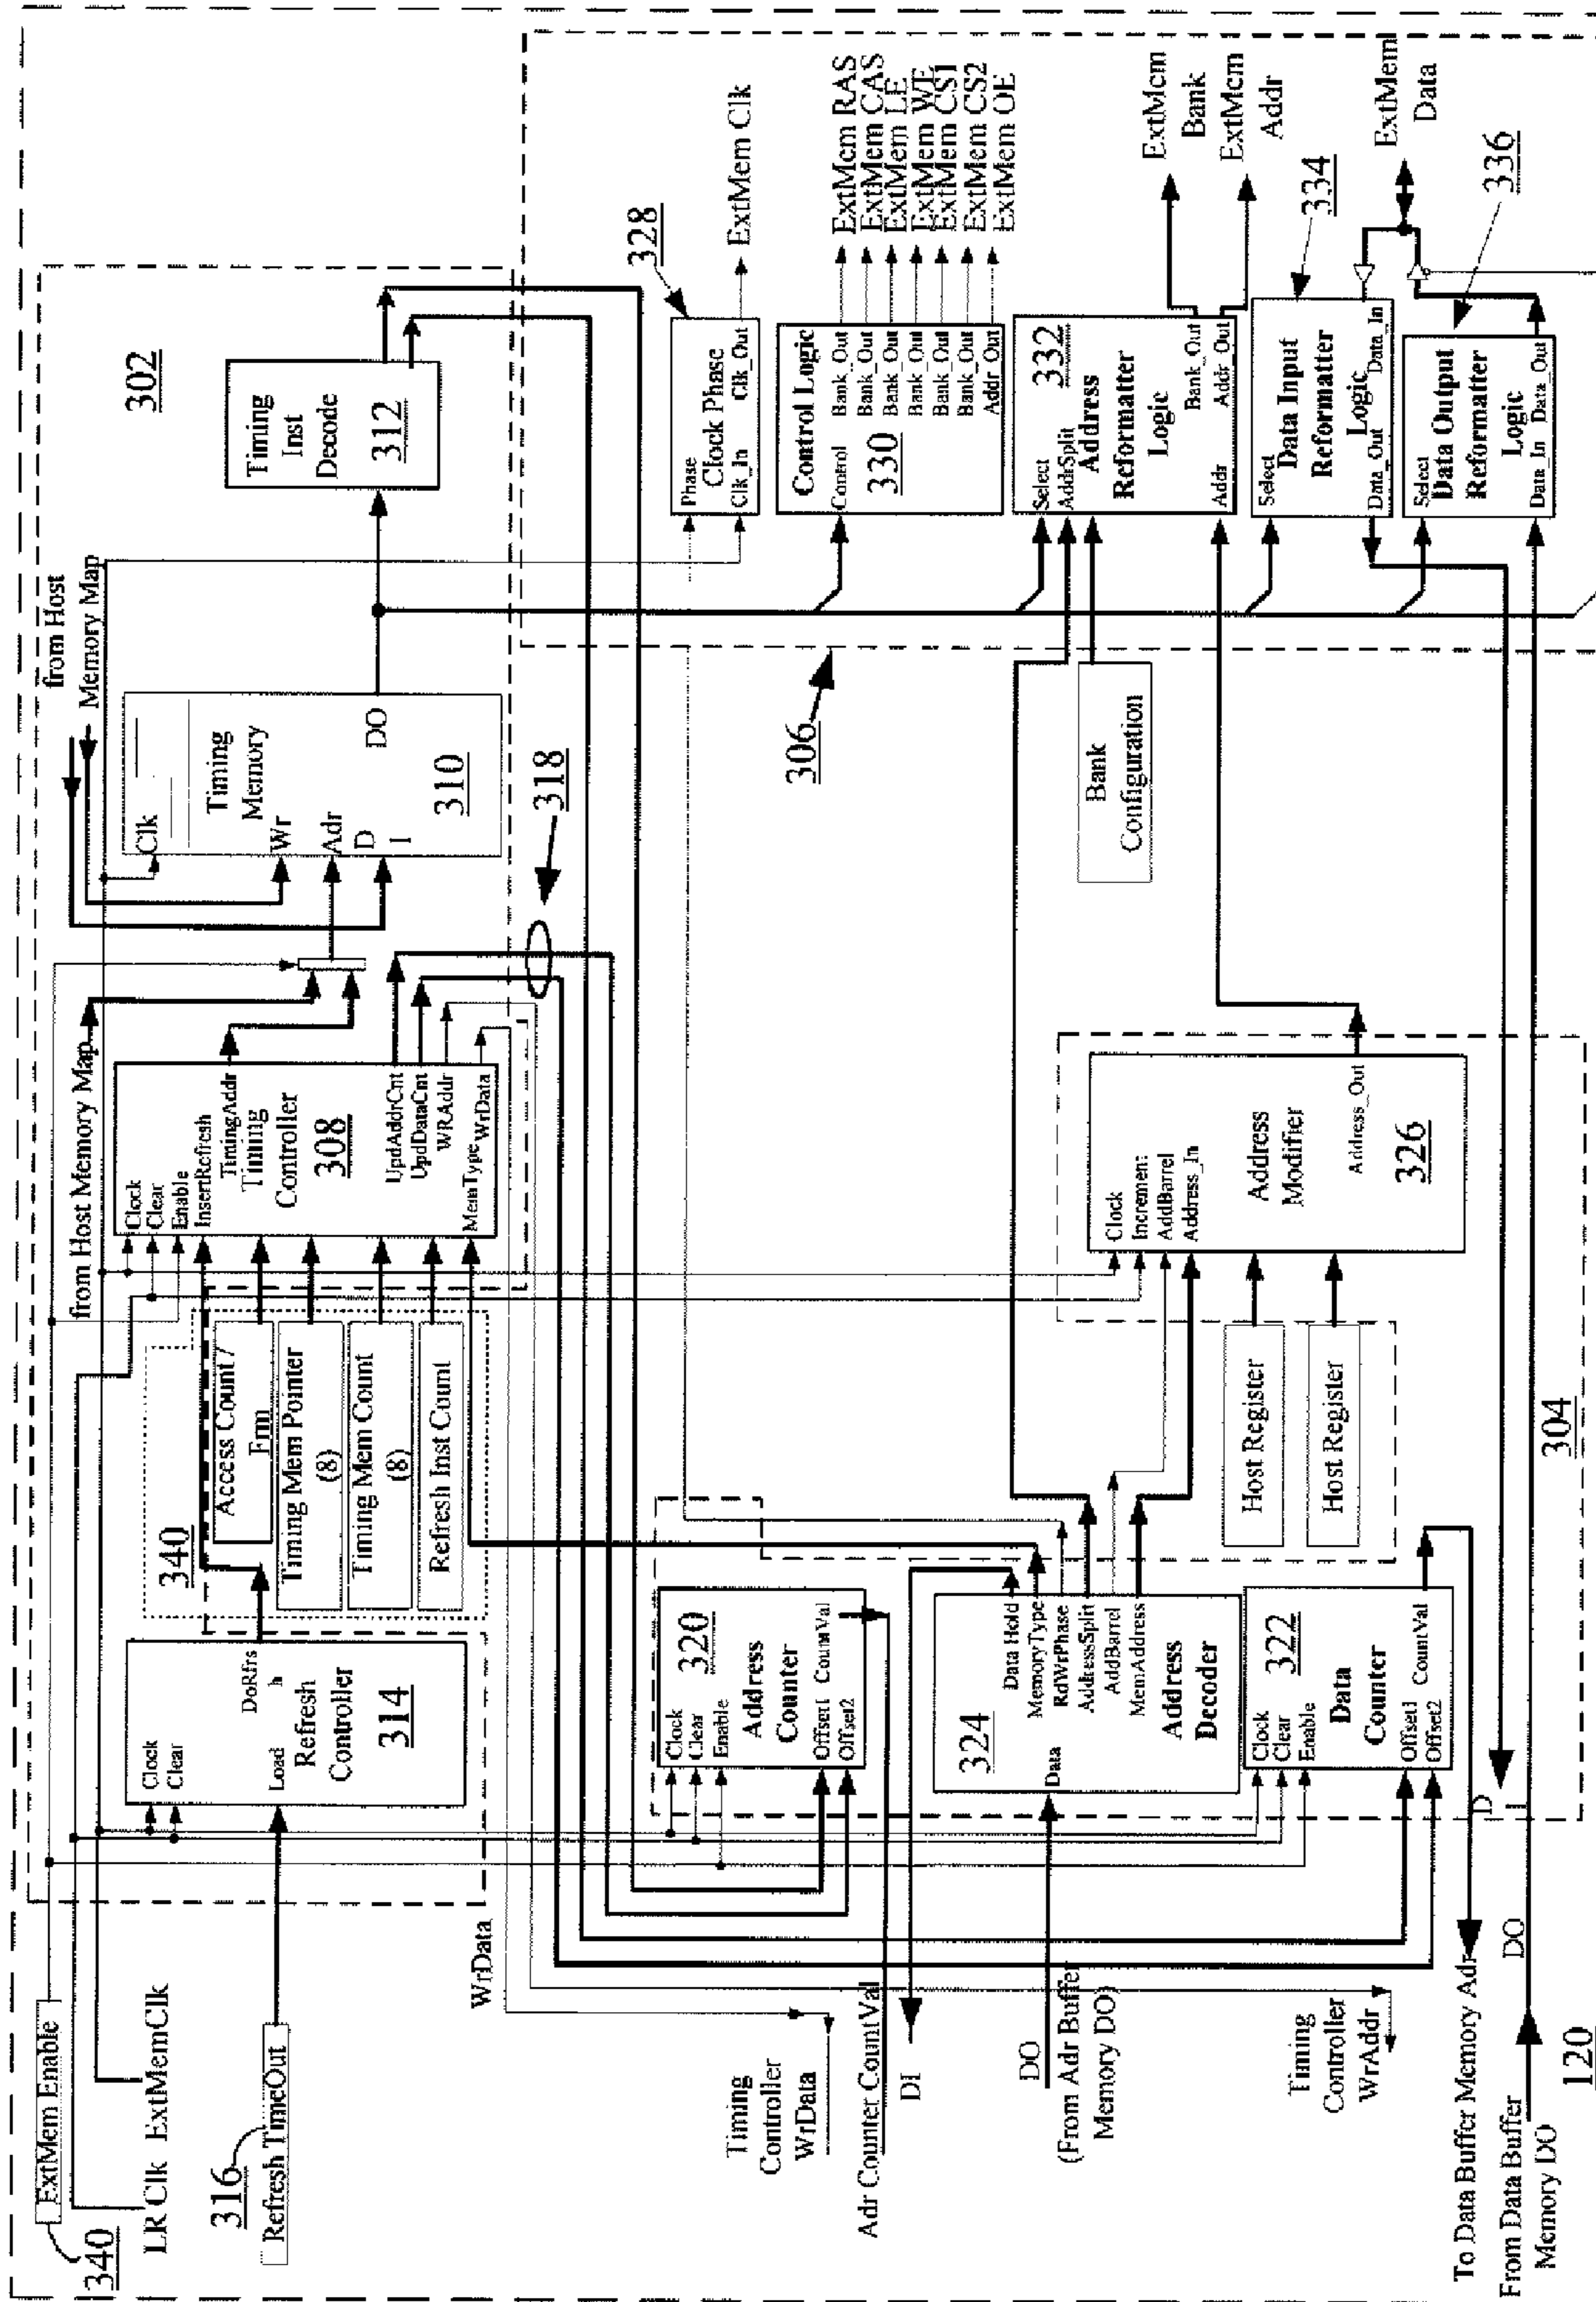 ExtMem Enable
340
LR Clk ExtMemClk
316
Refresh TimeOut
WrData
Timing
Controller
WrData
Adr Counter CountVal
DI
DO
(From Adr Buffer
Memory DO)
Timing
Controller
WrAddr
To Data Buffer Memory Adr
From Data Buffer
Memory DO
DO
D
I
120
Clock
Clear
Load
DoRfrs
h
Refresh
Controller
314
340
Access Count /
Frm
Timing Mem Pointer
(8)
Timing Mem Count
(8)
Refresh Inst Count
from Host Memory Map
Clock
Clear
Enable
InsertRefresh
TimingAddr
Timing
Controller
308
UpdAddrCnt
UpdDataCnt
WRAddr
MemType
WrData
from Host
Memory Map
Clk
Timing
Memory
Wr
Adr
D
I
DO
310
302
Timing
Inst
Decode
312
318
306
Clock
Clear
Enable
320
Address
Counter
Offset1 CountVal
Offset2
324
Data
Data Hold
MemoryType
RdWrPhase
AddressSplit
AddBarrel
MemAddress
Address
Decoder
Clock
Clear
Enable
322
Data
Counter
Offset1 CountVal
Offset2
Host Register
Host Register
304
Clock
Increment
AddBarrel
Address_In
Address
Modifier
Address_Out
326
Bank
Configuration
328
Phase
Clock Phase
Clk_In Clk_Out
ExtMem Clk
Control Logic
Control
330
Bank_Out
Bank_Out
Bank_Out
Bank_Out
Bank_Out
Bank_Out
Addr_Out
ExtMem RAS
ExtMem CAS
ExtMem LE
ExtMem WE
ExtMem CS1
ExtMem CS2
ExtMem OE
Select
AddrSplit
332
Address
Reformatter
Logic
Bank_Out
Addr Addr_Out
ExtMem
Bank
ExtMem
Addr
Select
Data Input
Reformatter
Logic
Data_Out Data_In
334
ExtMem
Data
Select
Data Output
Reformatter
Logic
Data_In Data_Out
336